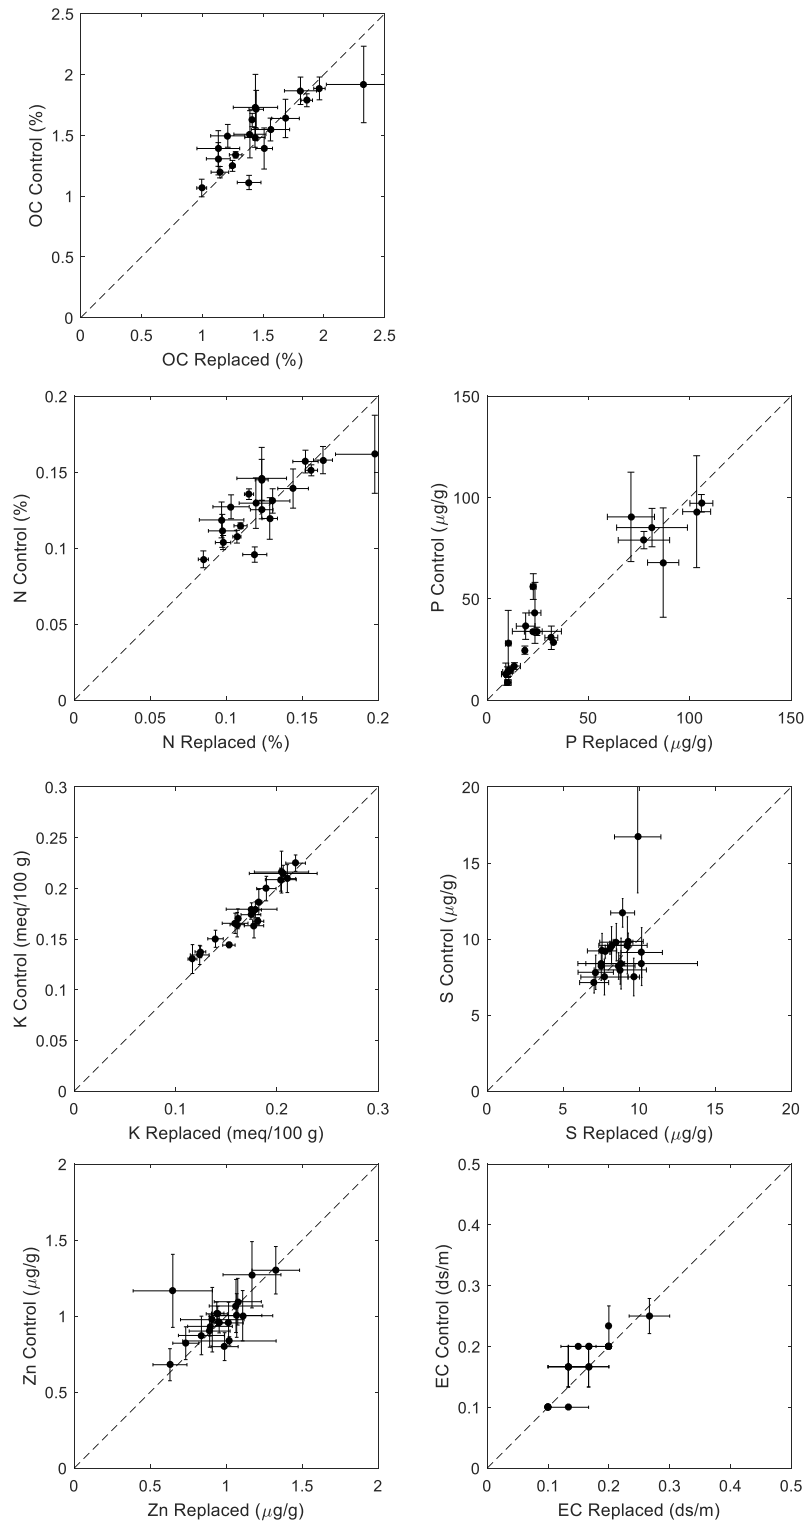 2.5
2
1.5
1
0.5
0
OC Control (%)
0 0.5 1 1.5 2 2.5
OC Replaced (%)
0.2
0.15
0.1
0.05
0
N Control (%)
0 0.05 0.1 0.15 0.2
N Replaced (%)
150
100
50
0
P Control (μg/g)
0 50 100 150
P Replaced (μg/g)
0.3
0.25
0.2
0.15
0.1
0.05
0
K Control (meq/100 g)
0 0.1 0.2 0.3
K Replaced (meq/100 g)
20
15
10
5
0
S Control (μg/g)
0 5 10 15 20
S Replaced (μg/g)
2
1.5
1
0.5
0
Zn Control (μg/g)
0 0.5 1 1.5 2
Zn Replaced (μg/g)
0.5
0.4
0.3
0.2
0.1
0
EC Control (ds/m)
0 0.1 0.2 0.3 0.4 0.5
EC Replaced (ds/m)